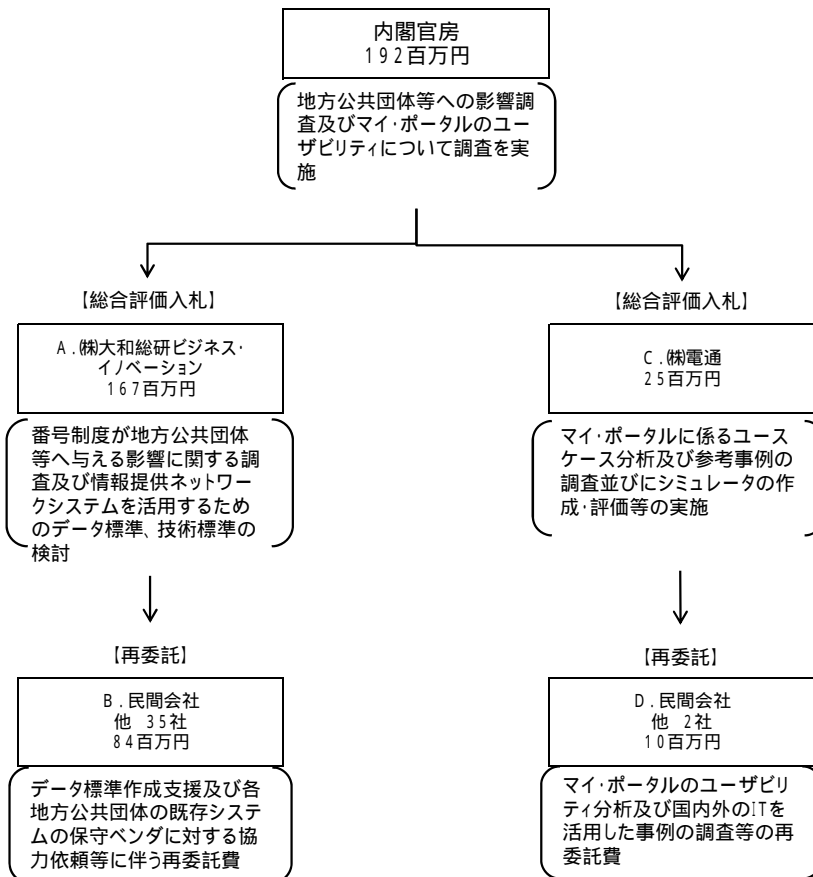 内閣官房
192百万円
地方公共団体等への影響調
査及びマイ・ポータルのユー
ザビリティについて調査を実
施
【総合評価入札】
A.㈱大和総研ビジネス・
イノベーション
167百万円
番号制度が地方公共団体
等へ与える影響に関する調
査及び情報提供ネットワー
クシステムを活用するため
のデータ標準、技術標準の
検討
【再委託】
B.民間会社
他 35社
84百万円
データ標準作成支援及び各
地方公共団体の既存システ
ムの保守ベンダに対する協
力依頼等に伴う再委託費
【総合評価入札】
C.㈱電通
25百万円
マイ・ポータルに係るユース
ケース分析及び参考事例の
調査並びにシミュレータの作
成・評価等の実施
【再委託】
D.民間会社
他 2社
10百万円
マイ・ポータルのユーザビリ
ティ分析及び国内外のITを
活用した事例の調査等の再
委託費